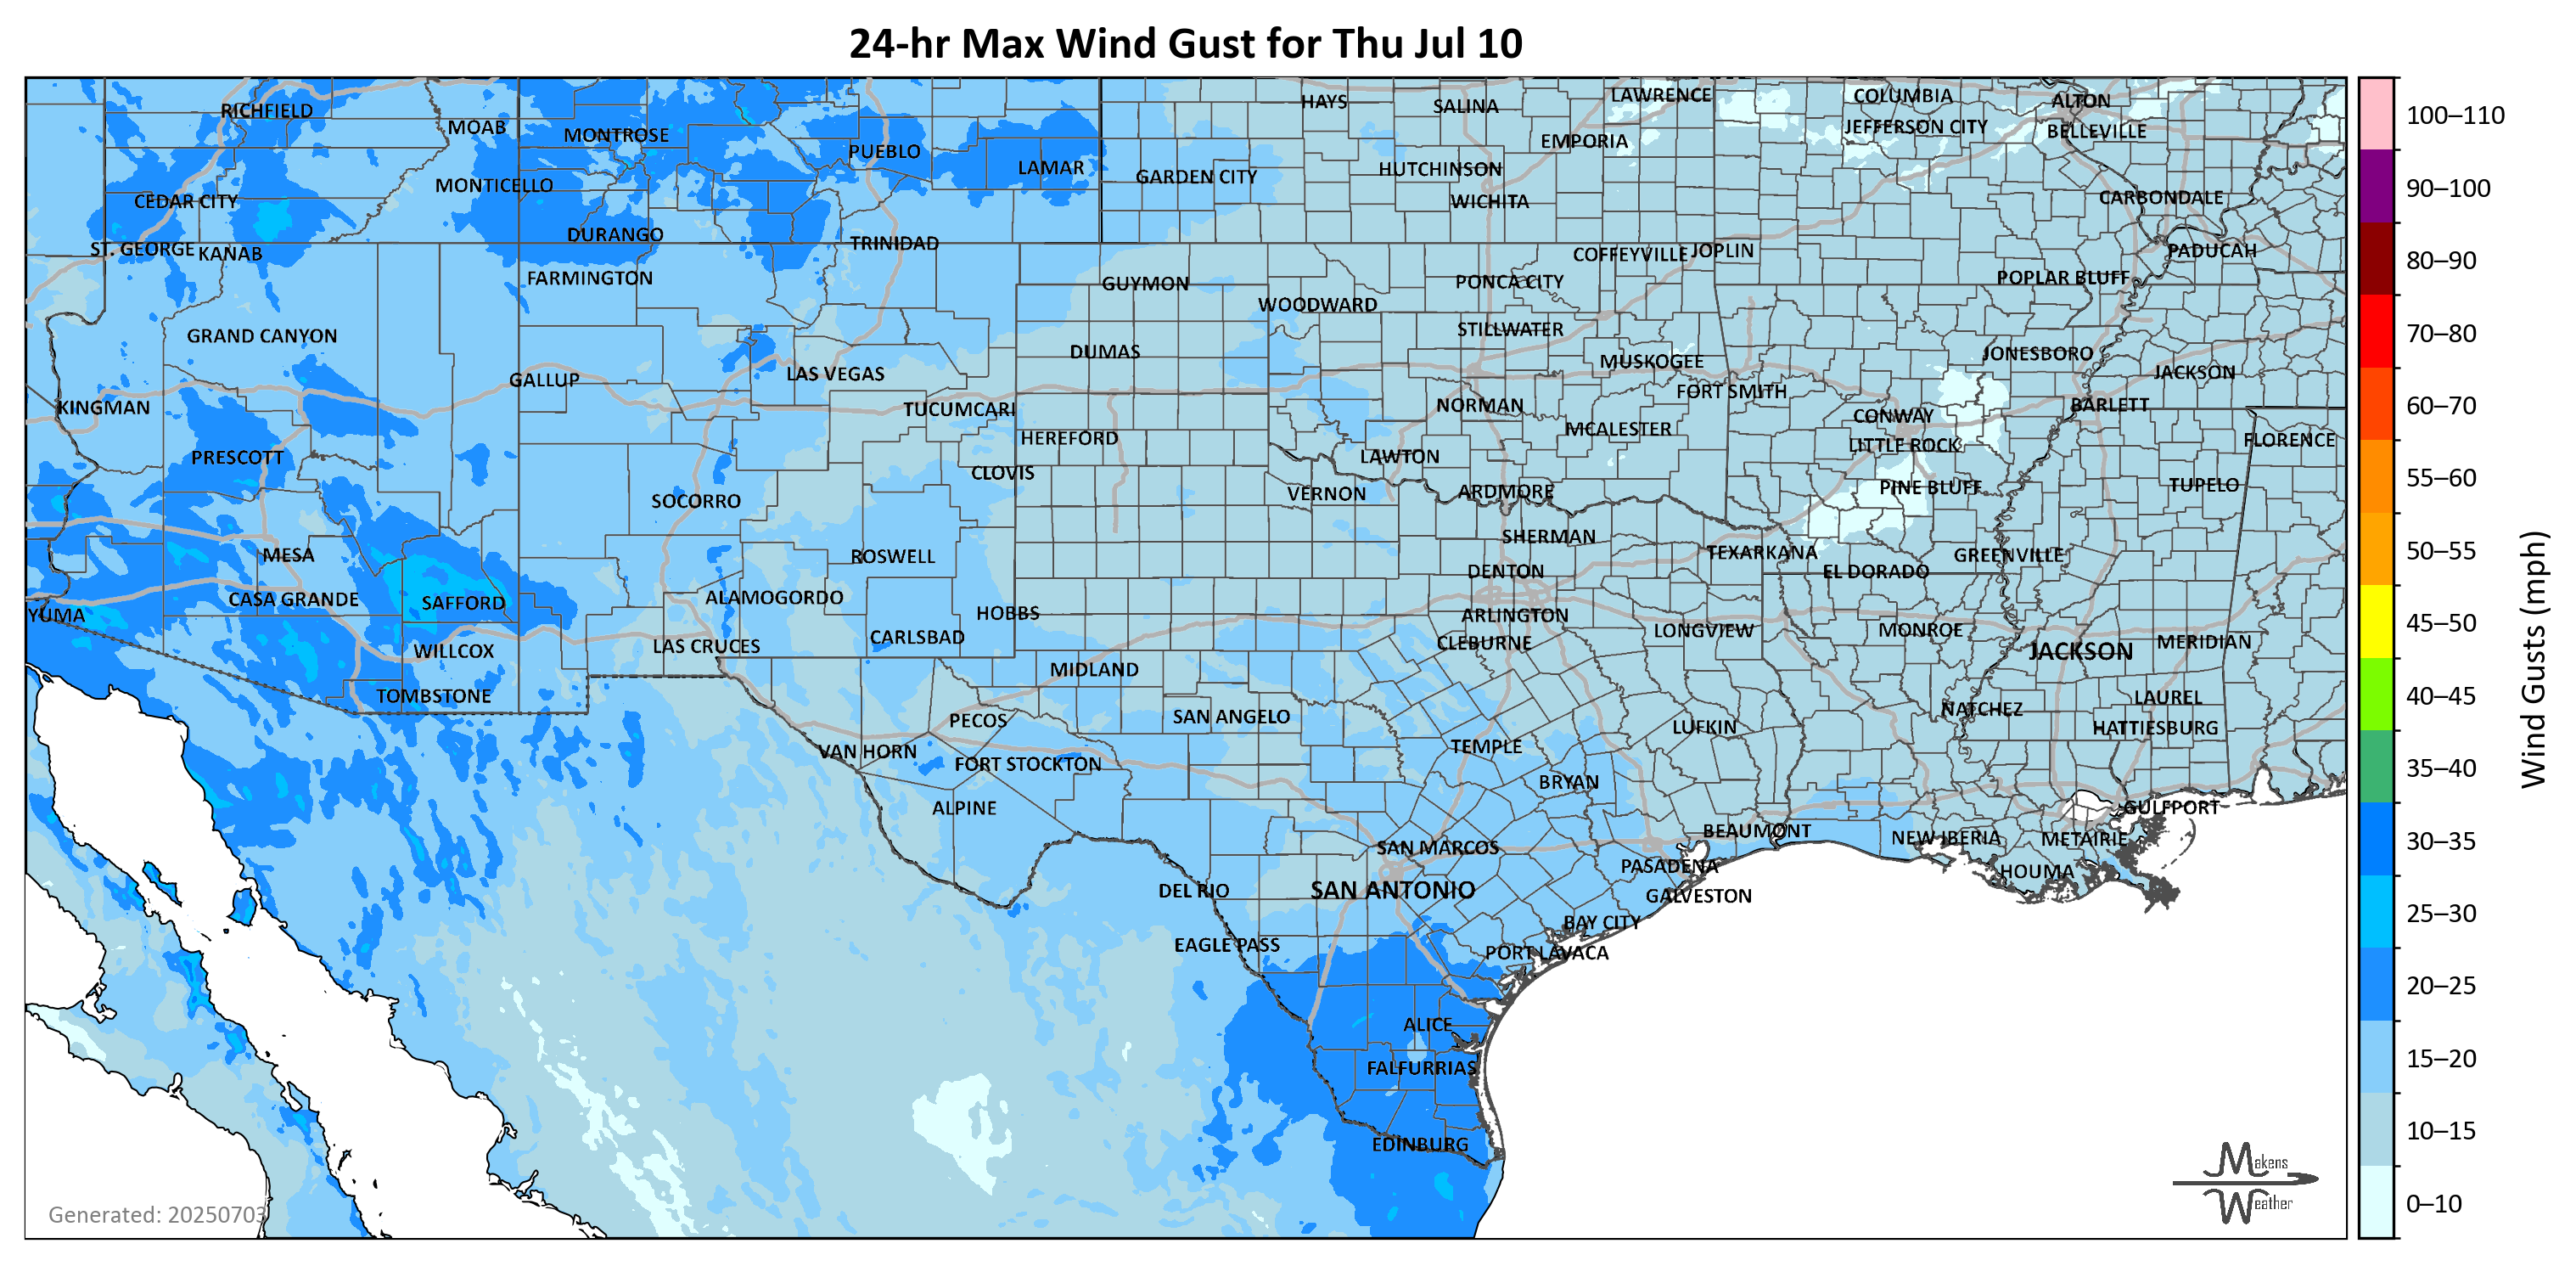 24-hr Max Wind Gust for Thu Jul 10
RICHFIELD
MOAB
MONTROSE
PUEBLO
LAMAR
HAYS
SALINA
LAWRENCE
COLUMBIA
ALTON
JEFFERSON CITY
BELLEVILLE
EMPORIA
HUTCHINSON
GARDEN CITY
MONTICELLO
CEDAR CITY
WICHITA
CARBONDALE
DURANGO
TRINIDAD
ST. GEORGE
KANAB
COFFEYVILLE
JOPLIN
PADUCAH
FARMINGTON
GUYMON
PONCA CITY
POPLAR BLUFF
WOODWARD
GRAND CANYON
STILLWATER
DUMAS
MUSKOGEE
JONESBORO
GALLUP
LAS VEGAS
JACKSON
FORT SMITH
KINGMAN
TUCUMCARI
NORMAN
BARLETT
CONWAY
HEREFORD
MCALESTER
LITTLE ROCK
FLORENCE
PRESCOTT
CLOVIS
LAWTON
SOCORRO
VERNON
ARDMORE
PINE BLUFF
TUPELO
MESA
ROSWELL
SHERMAN
TEXARKANA
GREENVILLE
DENTON
EL DORADO
CASA GRANDE
SAFFORD
ALAMOGORDO
YUMA
HOBBS
ARLINGTON
CARLSBAD
CLEBURNE
LONGVIEW
MONROE
WILLCOX
LAS CRUCES
JACKSON
MERIDIAN
MIDLAND
TOMBSTONE
LAUREL
NATCHEZ
PECOS
SAN ANGELO
LUFKIN
HATTIESBURG
VAN HORN
TEMPLE
FORT STOCKTON
BRYAN
ALPINE
GULFPORT
BEAUMONT
NEW IBERIA
METAIRIE
SAN MARCOS
PASADENA
HOUMA
DEL RIO
SAN ANTONIO
GALVESTON
BAY CITY
EAGLE PASS
PORT LAVACA
ALICE
FALFURRIAS
EDINBURG
Generated: 20250703
Makens
Weather
100–110
90–100
80–90
70–80
60–70
55–60
50–55
45–50
40–45
35–40
30–35
25–30
20–25
15–20
10–15
0–10
Wind Gusts (mph)